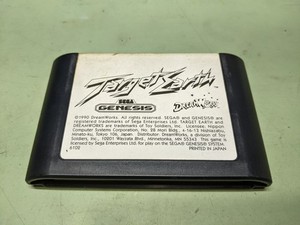 Target Earth
SEGA
GENESIS
DREAMWORKS
©1990 DreamWorks. All rights reserved. SEGA® and GENESIS® are
registered trademarks of Sega Enterprises Ltd. TARGET EARTH and
DREAMWORKS are trademarks of Toy Soldiers, Inc. Licensee: Nippon
Computer Systems Corporation, No. 28 Mori Bldg., 4-16-13 Nishiazabu,
Minato-ku, Tokyo 106, Japan. Distributor: DreamWorks, a division of Toy
Soldiers, Inc., 10001 Wayzata Blvd., Minnetonka, MN 55343. This game is
licensed by Sega Enterprises Ltd. for play on the SEGA® GENESIS® SYSTEM.
6105
PRINTED IN JAPAN